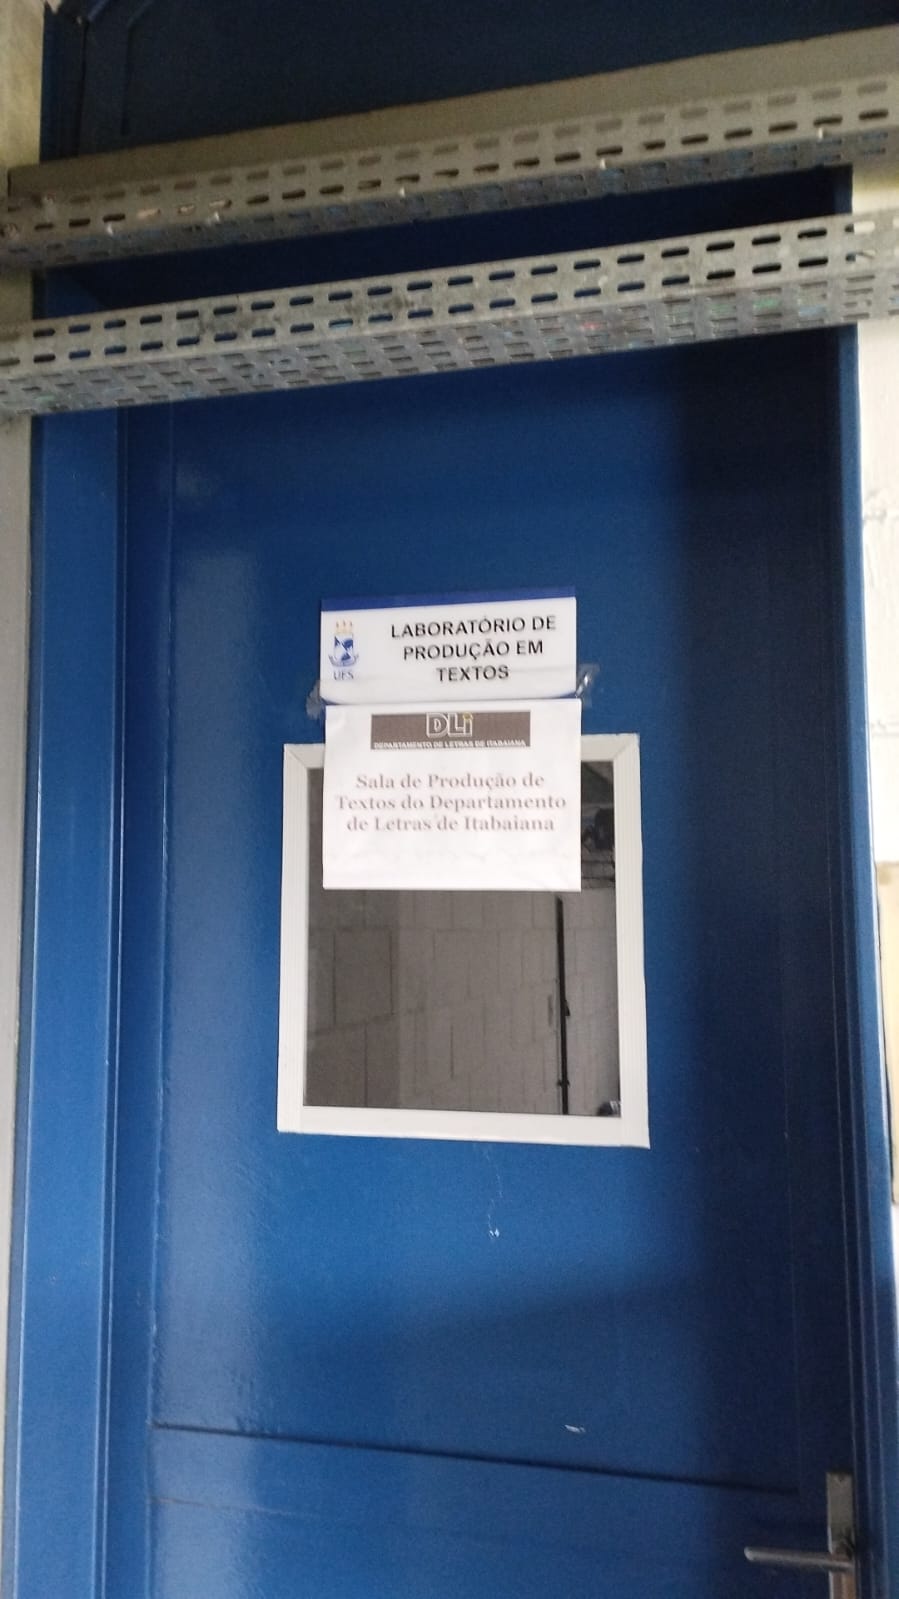 LABORATÓRIO DE
PRODUÇÃO EM
TEXTOS
UFS
DLi
DEPARTAMENTO DE LETRAS DE ITABAIANA
Sala de Produção de
Textos do Departamento
de Letras de Itabaiana